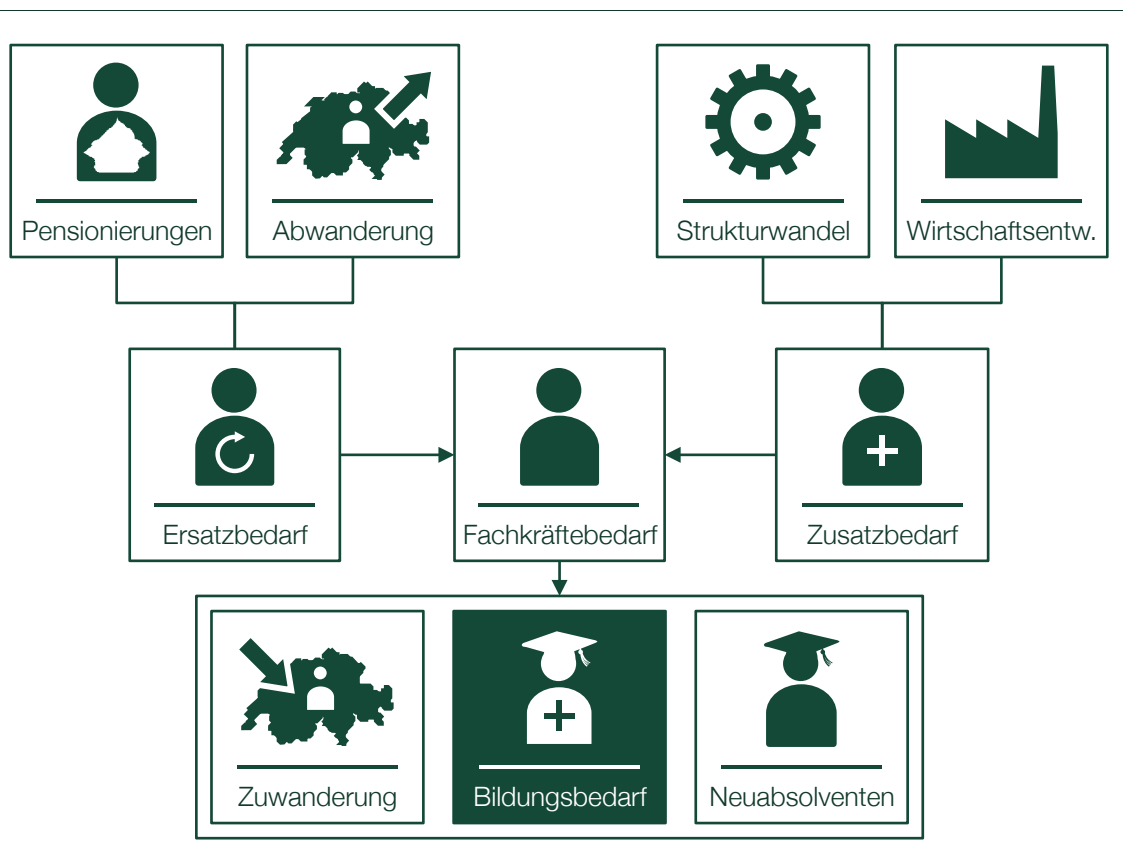 Pensionierungen
Abwanderung
Strukturwandel
Wirtschaftsentw.
Ersatzbedarf
Fachkräftebedarf
Zusatzbedarf
Zuwanderung
Bildungsbedarf
Neuabsolventen